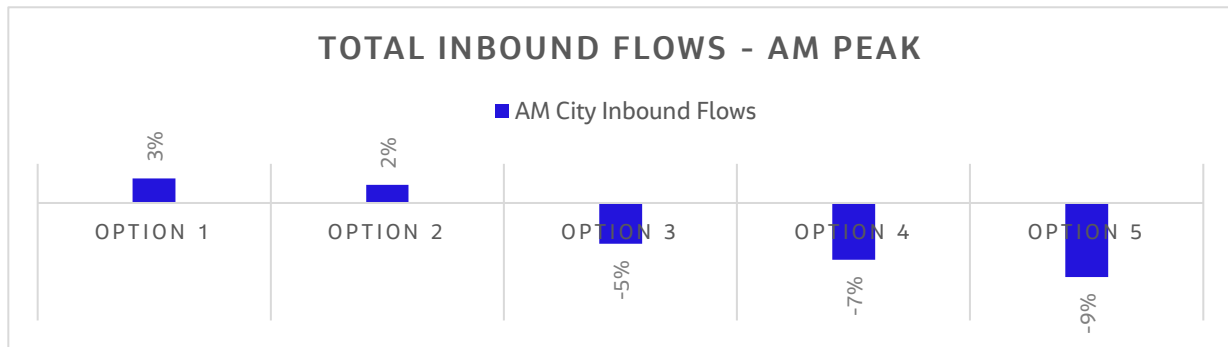 TOTAL INBOUND FLOWS - AM PEAK
AM City Inbound Flows
3%
2%
OPTION 1
OPTION 2
OPTION 3
OPTION 4
OPTION 5
-5%
-7%
-9%